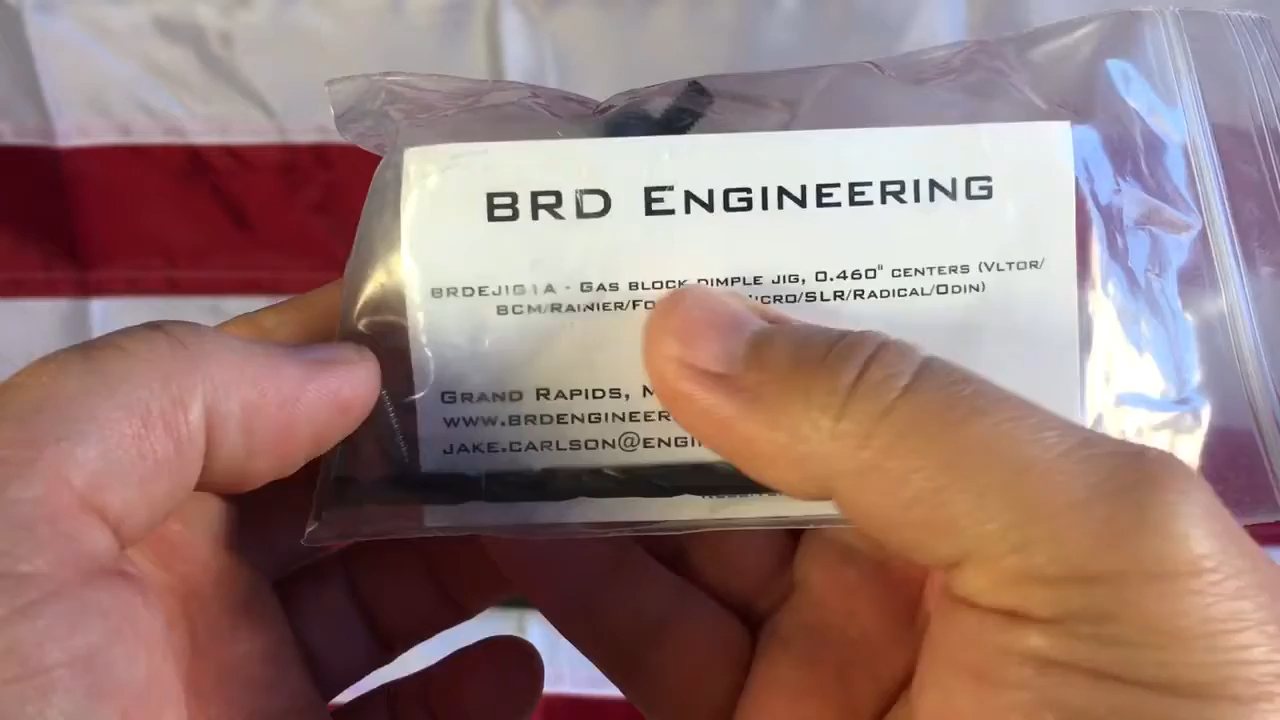 BRD ENGINEERING
BRDEJIG1A - GAS BLOCK DIMPLE JIG, 0.460" CENTERS (VLTOR/
BCM/RAINIER/FO MICRO/SLR/RADICAL/ODIN)
GRAND RAPIDS, M
WWW.BRDENGINEER
JAKE.CARLSON@ENGI